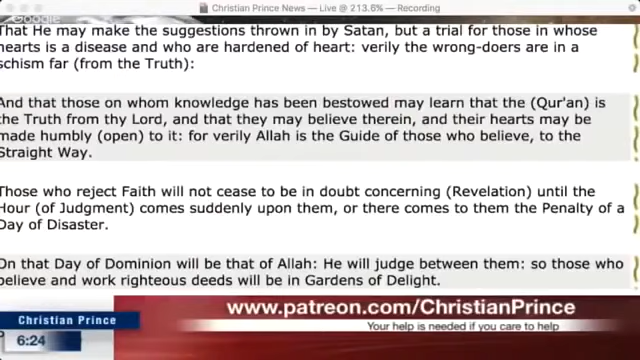 Christian Prince News — Live @ 213.6% — Recording
Google
That He may make the suggestions thrown in by Satan, but a trial for those in whose
hearts is a disease and who are hardened of heart: verily the wrong-doers are in a
schism far (from the Truth):
And that those on whom knowledge has been bestowed may learn that the (Qur'an) is
the Truth from thy Lord, and that they may believe therein, and their hearts may be
made humbly (open) to it: for verily Allah is the Guide of those who believe, to the
Straight Way.
Those who reject Faith will not cease to be in doubt concerning (Revelation) until the
Hour (of Judgment) comes suddenly upon them, or there comes to them the Penalty of a
Day of Disaster.
On that Day of Dominion will be that of Allah: He will judge between them: so those who
believe and work righteous deeds will be in Gardens of Delight.
www.patreon.com/ChristianPrince
Christian Prince
Your help is needed if you care to help
6:24